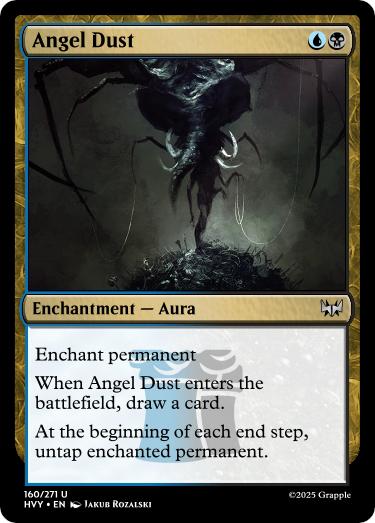 Angel Dust
Enchantment — Aura
Enchant permanent
When Angel Dust enters the
battlefield, draw a card.
At the beginning of each end step,
untap enchanted permanent.
160/271 U
HVY • EN Jakub Rozalski
©2025 Grapple